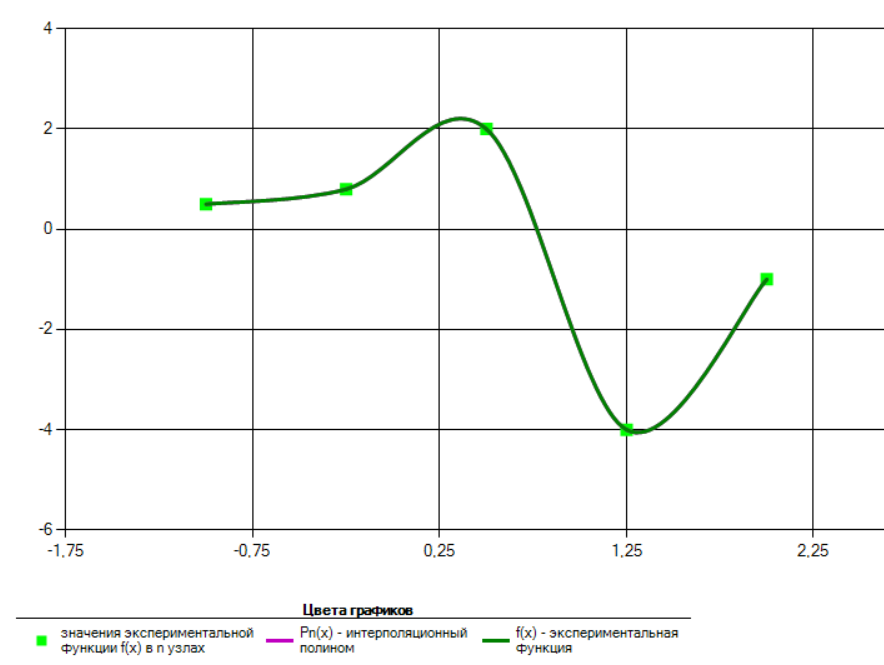 4
2
0
-2
-4
-6
-1,75 -0,75 0,25 1,25 2,25
Цвета графиков
значения экспериментальной
функции f(x) в n узлах
Pn(x) - интерполяционный
полином
f(x) - экспериментальная
функция